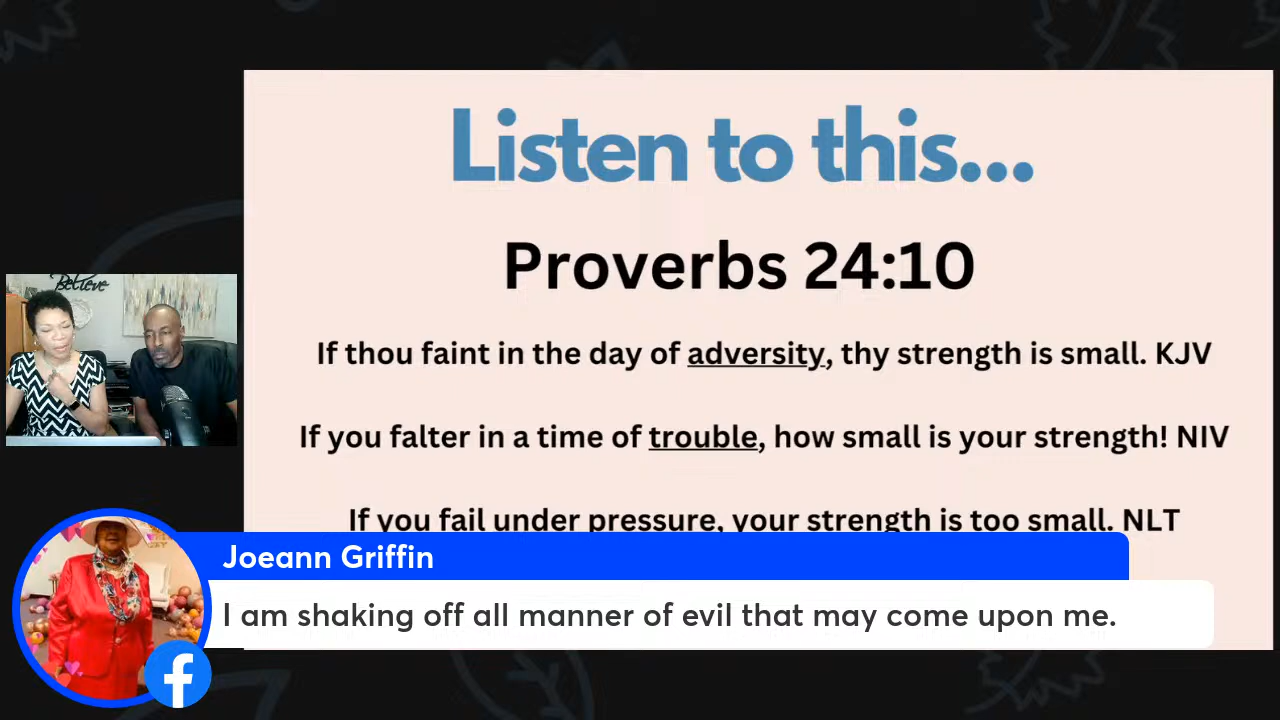 Listen to this...
Proverbs 24:10
If thou faint in the day of adversity, thy strength is small. KJV
If you falter in a time of trouble, how small is your strength! NIV
If you fail under pressure, your strength is too small. NLT
Believe
Joeann Griffin
I am shaking off all manner of evil that may come upon me.